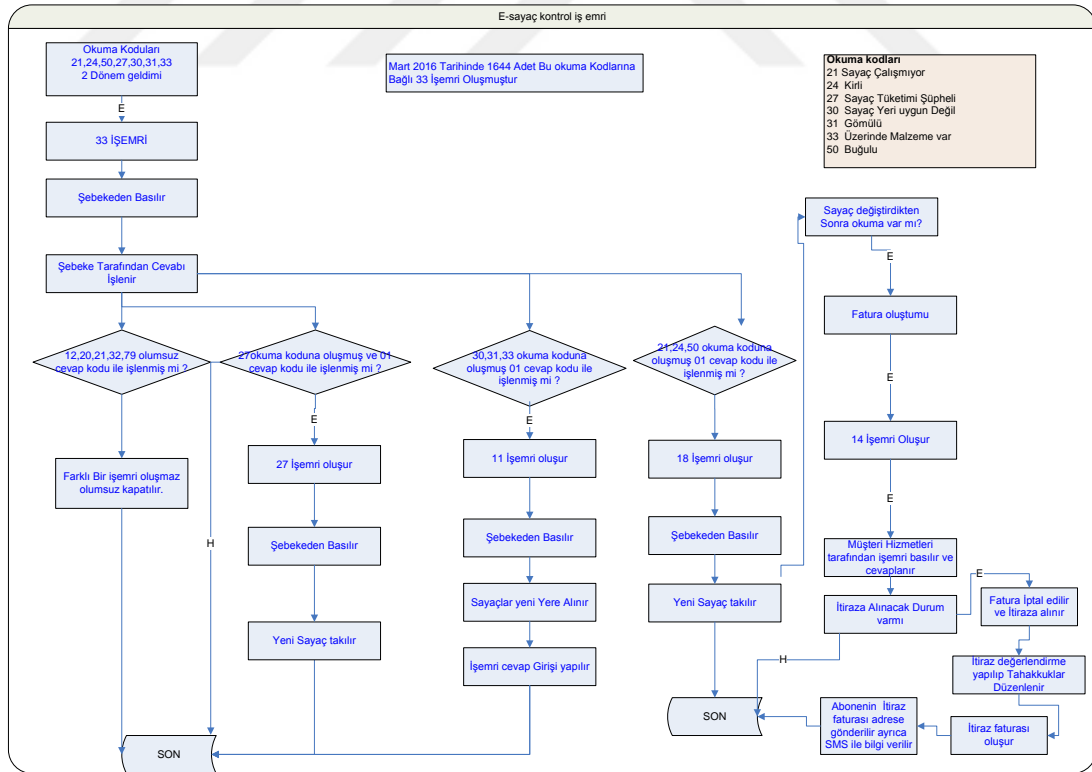 E-sayaç kontrol iş emri
Okuma Koduları
21,24,50,27,30,31,33
2 Dönem geldimi
Mart 2016 Tarihinde 1644 Adet Bu okuma Kodlarına
Bağlı 33 İşemri Oluşmuştur
Okuma kodları
21 Sayaç Çalışmıyor
24 Kirli
27 Sayaç Tüketimi Şüpheli
30 Sayaç Yeri uygun Değil
31 Gömülü
33 Üzerinde Malzeme var
50 Buğulu
E
33 İŞEMRİ
Şebekeden Basılır
Şebeke Tarafından Cevabı
İşlenir
12,20,21,32,79 olumsuz
cevap kodu ile işlenmiş mi ?
27okuma koduna oluşmuş ve 01
cevap kodu ile işlenmiş mi ?
30,31,33 okuma koduna
oluşmuş 01 cevap kodu ile
işlenmiş mi ?
21,24,50 okuma koduna
oluşmuş 01 cevap kodu ile
işlenmiş mi ?
Farklı Bir işemri oluşmaz
olumsuz kapatılır.
H
E
27 İşemri oluşur
Şebekeden Basılır
Yeni Sayaç takılır
E
11 İşemri oluşur
Şebekeden Basılır
Sayaçlar yeni Yere Alınır
İşemri cevap Girişi yapılır
SON
E
18 İşemri oluşur
Şebekeden Basılır
Yeni Sayaç takılır
SON
Sayaç değiştirdikten
Sonra okuma var mı?
E
Fatura oluştumu
E
14 İşemri Oluşur
E
Müşteri Hizmetleri
tarafından işemri basılır ve
cevaplanır
İtiraza Alınacak Durum
varmı
H
E
Fatura İptal edilir
ve İtiraza alınır
İtiraz değerlendirme
yapılıp Tahakkuklar
Düzenlenir
İtiraz faturası
oluşur
Abonenin İtiraz
faturası adrese
gönderilir ayrıca
SMS ile bilgi verilir